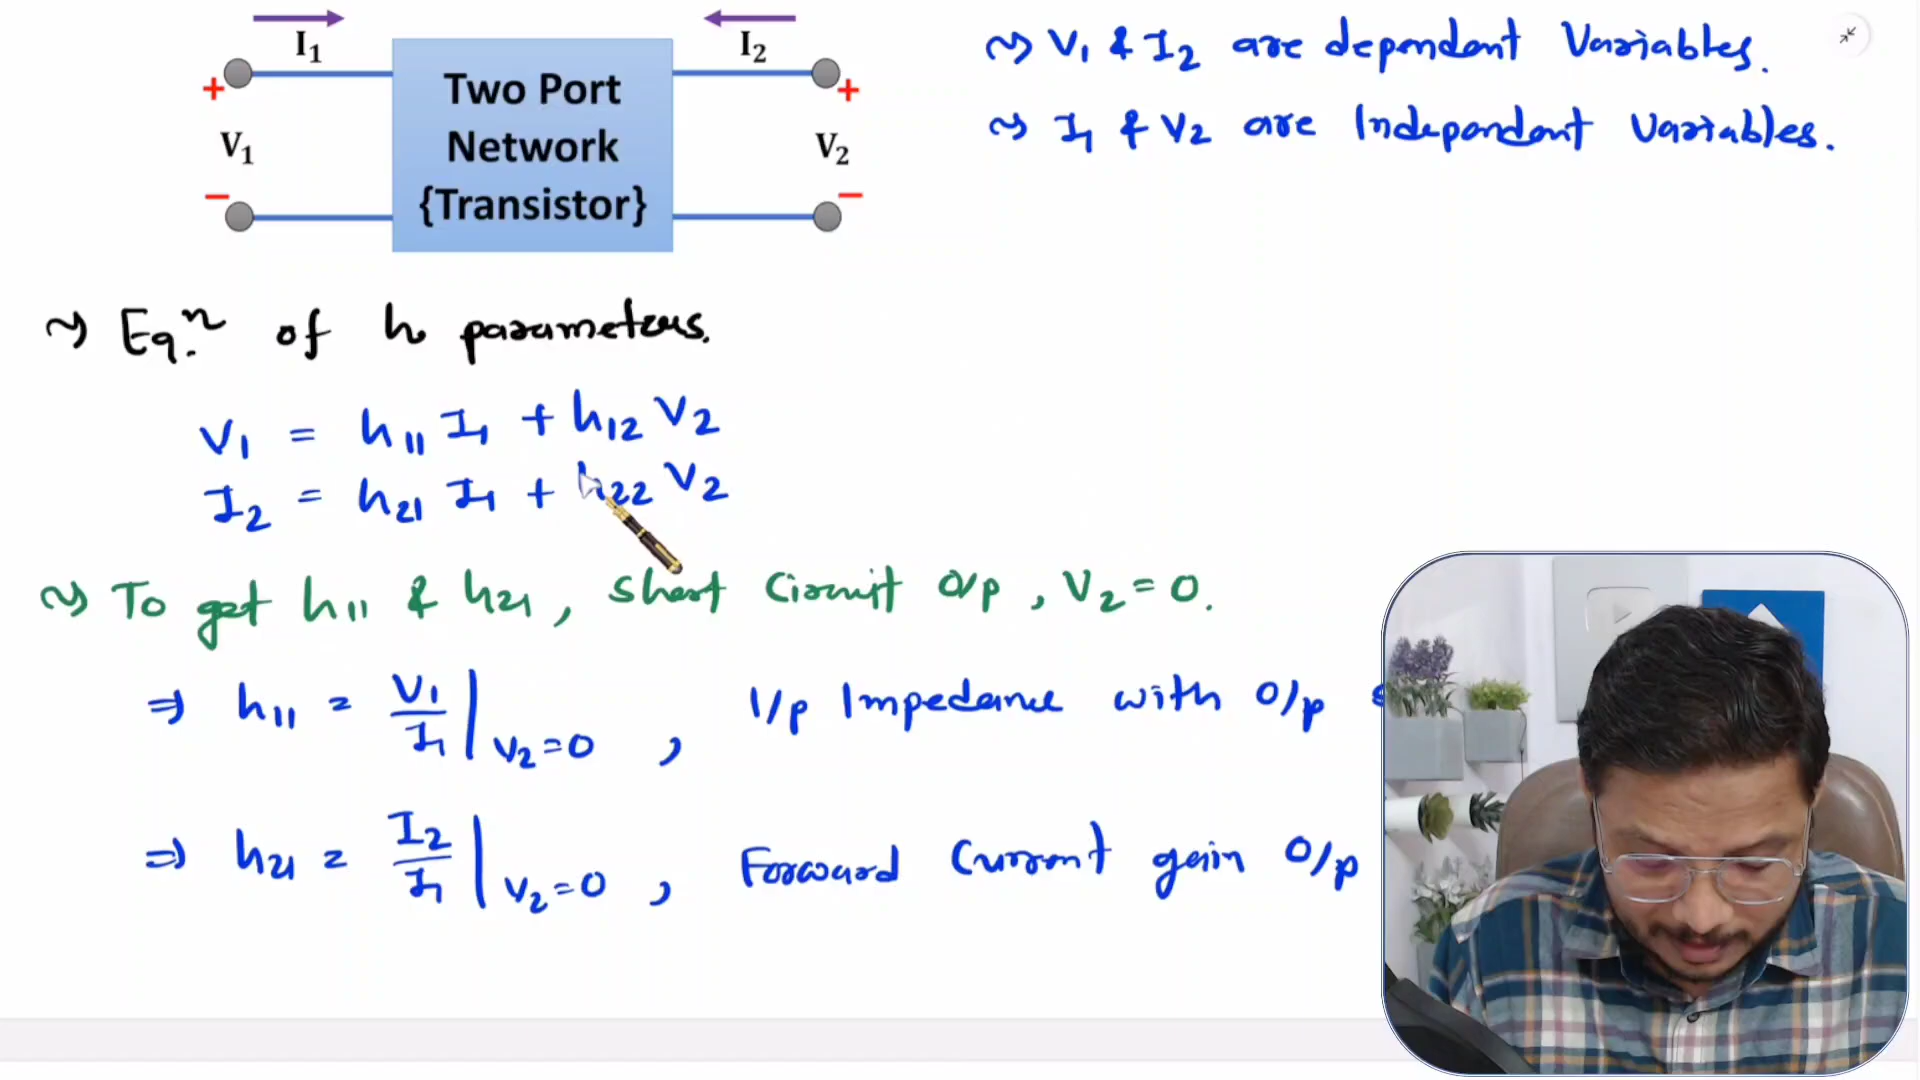 I1
I2
+
+
Two Port
Network
{Transistor}
V1
V2
−
−
~> V1 & I2 are dependent Variables.
~> I1 & V2 are Independent Variables.
~> Eq.n of h parameters.
V1 = h11 I1 + h12 V2
I2 = h21 I1 + h22 V2
~> To get h11 & h21, short Circuit O/p, V2 = 0.
⇒ h11 = V1/I1 | V2=0 , I/p Impedance with O/p
⇒ h21 = I2/I1 | V2=0 , Forward Current gain O/p